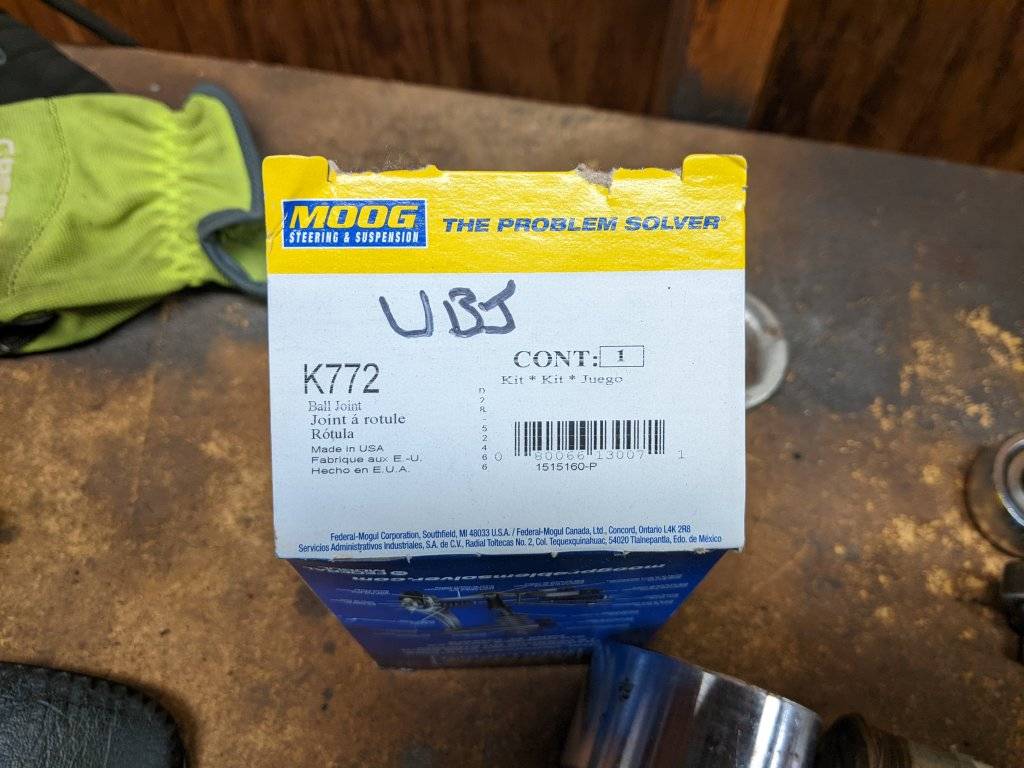 MOOG
STEERING & SUSPENSION
THE PROBLEM SOLVER®
UBJ
K772
CONT: 1
Kit * Kit * Juego
Ball Joint
Joint á rotule
Rótula
Made in USA
Fabrique aux E.-U.
Hecho en E.U.A.
0 80066 13007 1
1515160-P
Federal-Mogul Corporation, Southfield, MI 48033 U.S.A. / Federal-Mogul Canada, Ltd., Concord, Ontario L4K 2R8
Servicios Administrativos Industriales, S.A. de C.V., Radial Toltecas No. 2, Col. Tequexquinahuac, 54020 Tlalnepantla, Edo. de México
moogproblemsolver.com